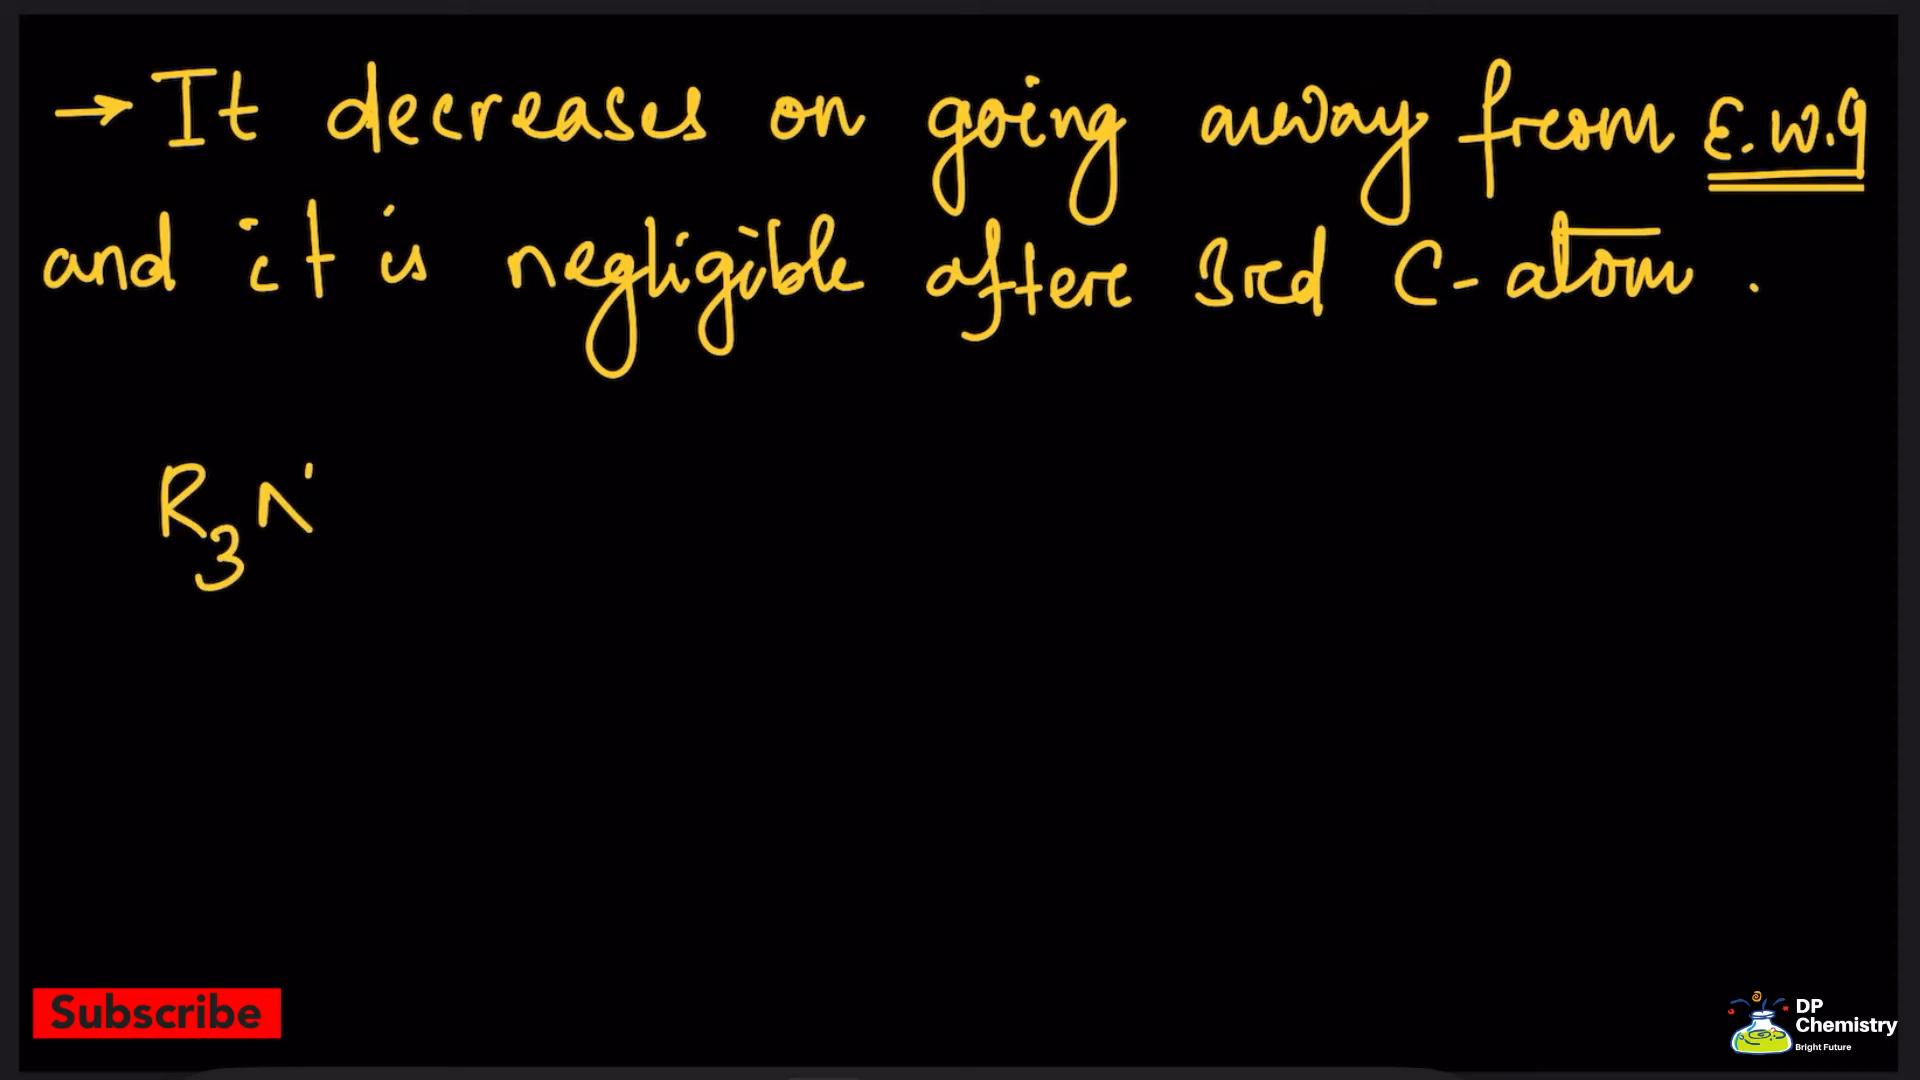 → It decreases on going away from E.W.G
and it is negligible after 3rd C-atom.
R3N
Subscribe
DP
Chemistry
Bright Future